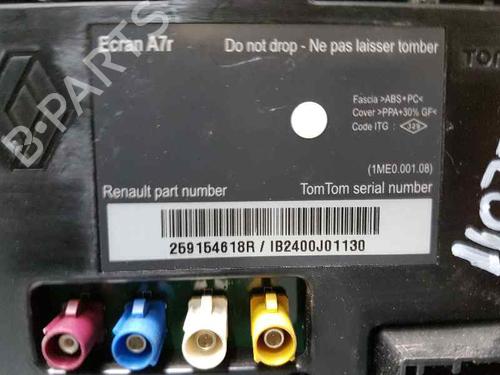 Ecran A7r Do not drop - Ne pas laisser tomber
Fascia >ABS+PC<
Cover >PPA+30% GF<
Code ITG : 329
(1ME0.001.08)
Renault part number TomTom serial number
259154618R / IB2400J01130